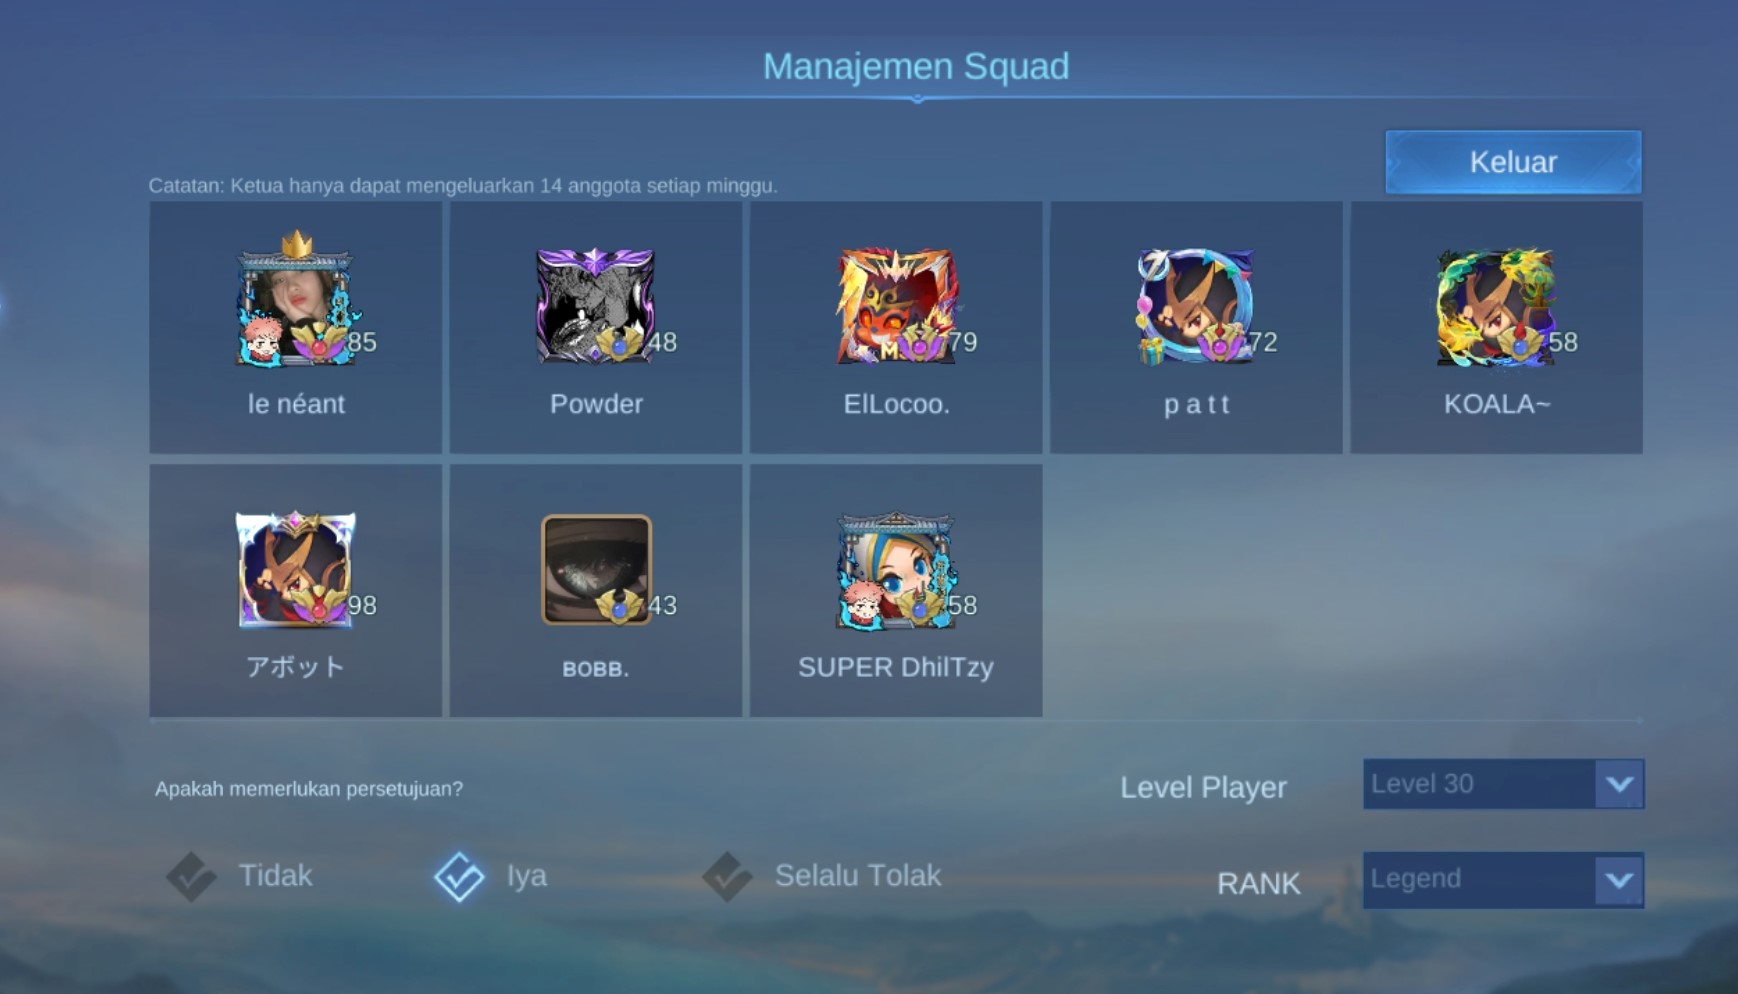 Manajemen Squad
Keluar
Catatan: Ketua hanya dapat mengeluarkan 14 anggota setiap minggu.
85
le néant
48
Powder
79
ElLocoo.
72
p a t t
58
KOALA~
98
アボット
43
ʙᴏʙʙ.
58
SUPER DhilTzy
Apakah memerlukan persetujuan?
Level Player
Level 30
Tidak
Iya
Selalu Tolak
RANK
Legend